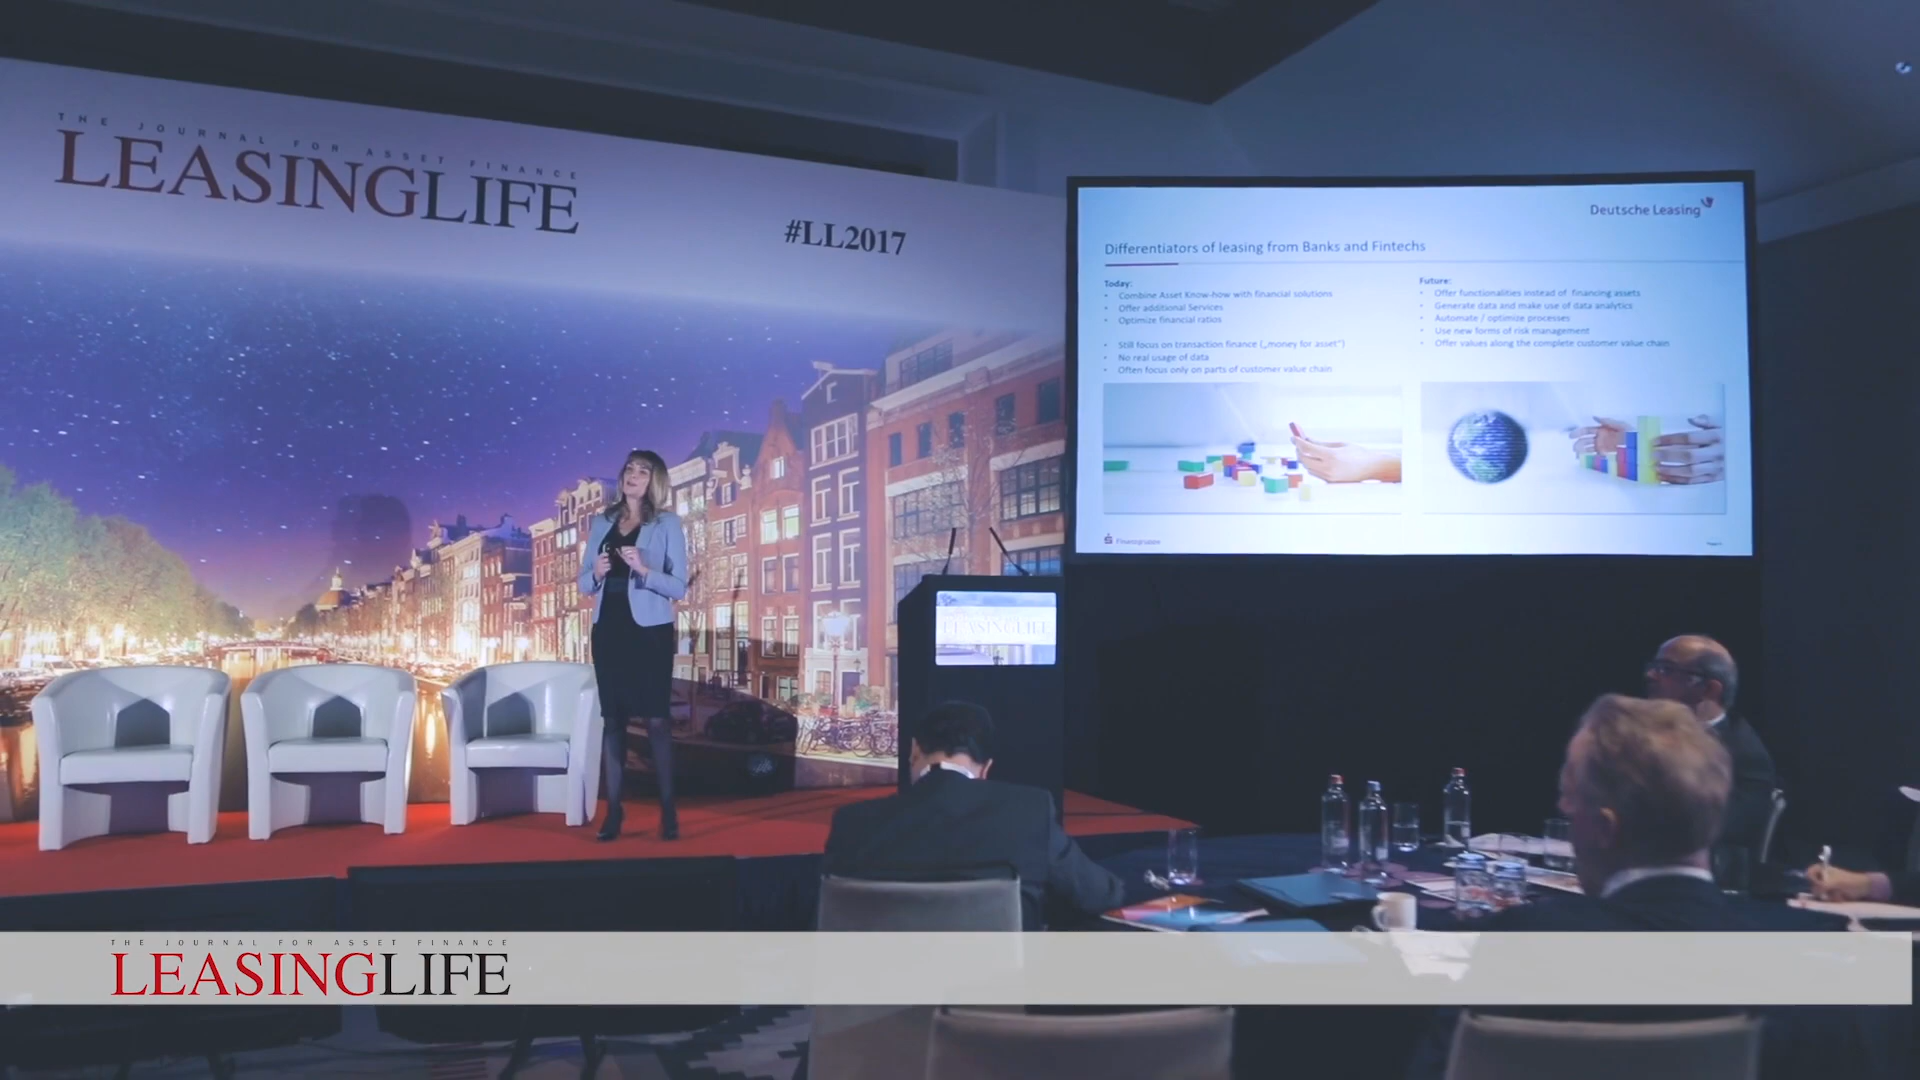 THE JOURNAL FOR ASSET FINANCE
LEASINGLIFE
#LL2017
Deutsche Leasing
Differentiators of leasing from Banks and Fintechs
Today:
• Combine Asset Know-how with financial solutions
• Offer additional Services
• Optimize financial ratios
• Still focus on transaction finance („money for asset“)
• No real usage of data
• Often focus only on parts of customer value chain
Future:
• Offer functionalities instead of financing assets
• Generate data and make use of data analytics
• Automate / optimize processes
• Use new forms of risk management
• Offer values along the complete customer value chain
Finanzgruppe
LEASINGLIFE
THE JOURNAL FOR ASSET FINANCE
LEASINGLIFE